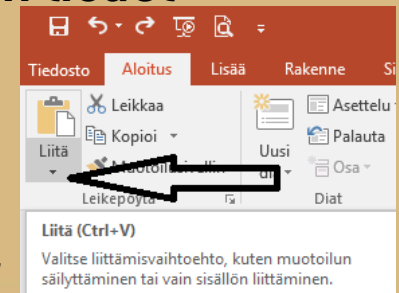 tiedot
Tiedosto Aloitus Lisää Rakenne
Liitä
Leikkaa
Kopioi
Uusi
Asettelu
Palauta
Osa
Leikepöytä
Diat
Liitä (Ctrl+V)
Valitse liittämisvaihtoehto, kuten muotoilun
säilyttäminen tai vain sisällön liittäminen.